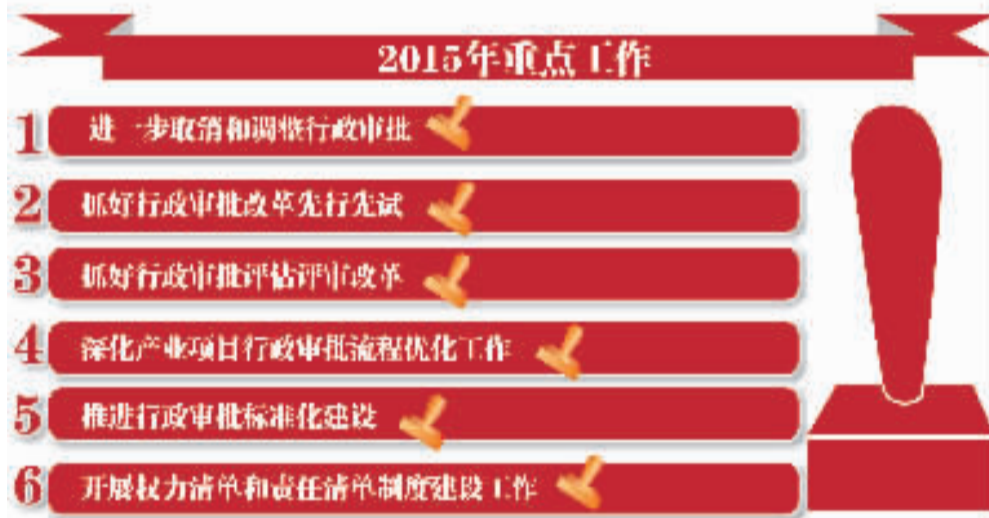 2015年重点工作
1 进一步取消和调整行政审批
2 抓好行政审批改革先行先试
3 抓好行政审批评估评审改革
4 深化产业项目行政审批流程优化工作
5 推进行政审批标准化建设
6 开展权力清单和责任清单制度建设工作